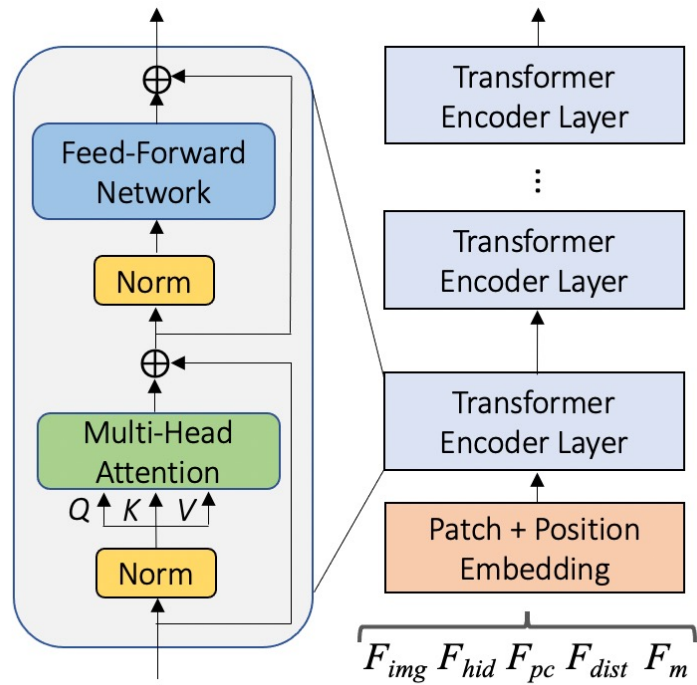 Feed-Forward
Network
Norm
Multi-Head
Attention
Q K V
Norm
Transformer
Encoder Layer
...
Transformer
Encoder Layer
Transformer
Encoder Layer
Patch + Position
Embedding
F_img F_hid F_pc F_dist F_m